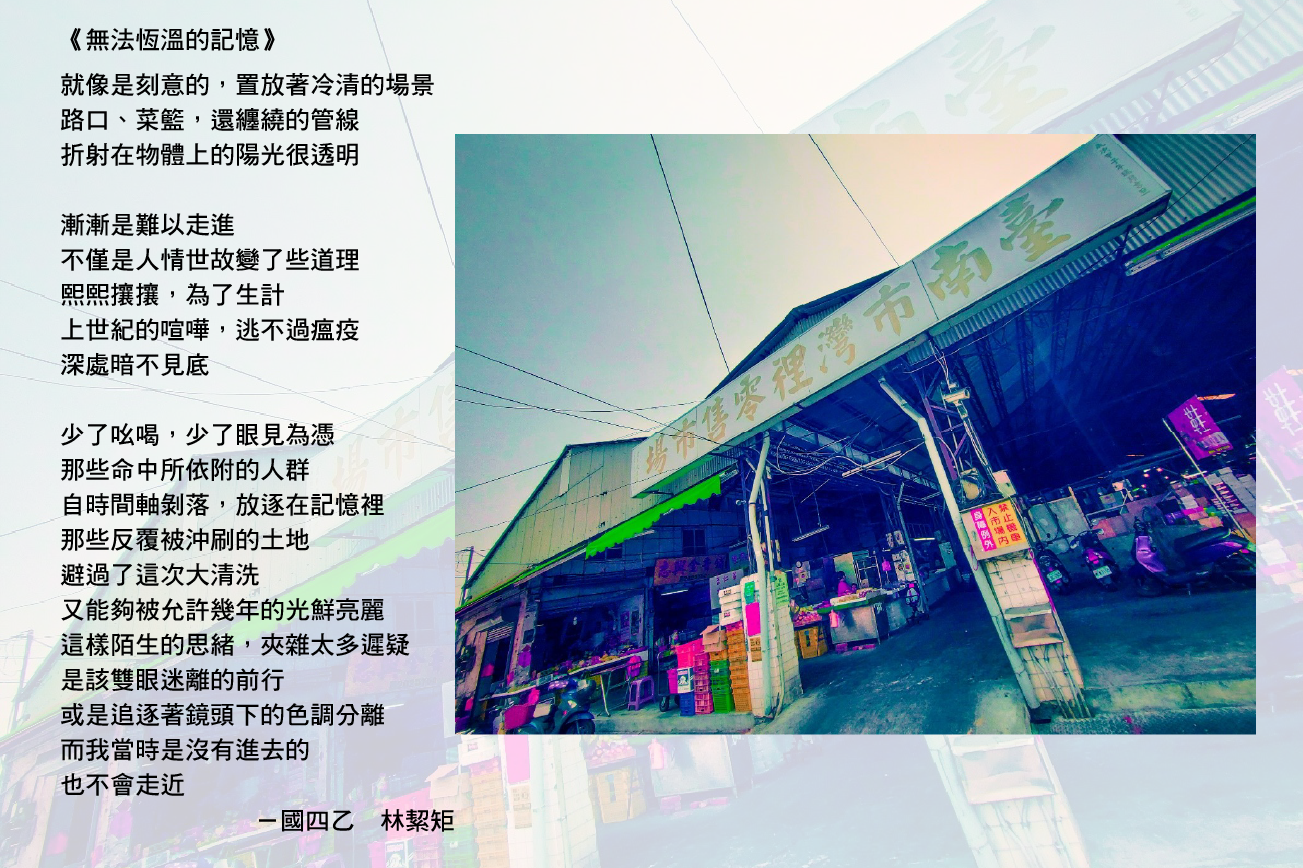 《無法恆溫的記憶》
就像是刻意的，置放著冷清的場景
路口、菜籃，還纏繞的管線
折射在物體上的陽光很透明
漸漸是難以走進
不僅是人情世故變了些道理
熙熙攘攘，為了生計
上世紀的喧嘩，逃不過瘟疫
深處暗不見底
少了吆喝，少了眼見為憑
那些命中所依附的人群
自時間軸剝落，放逐在記憶裡
那些反覆被沖刷的土地
避過了這次大清洗
又能夠被允許幾年的光鮮亮麗
這樣陌生的思緒，夾雜太多遲疑
是該雙眼迷離的前行
或是追逐著鏡頭下的色調分離
而我當時是沒有進去的
也不會走近
－國四乙　林絜矩
臺南市灣裡零售市場
禁止機車
入市場內
身障例外